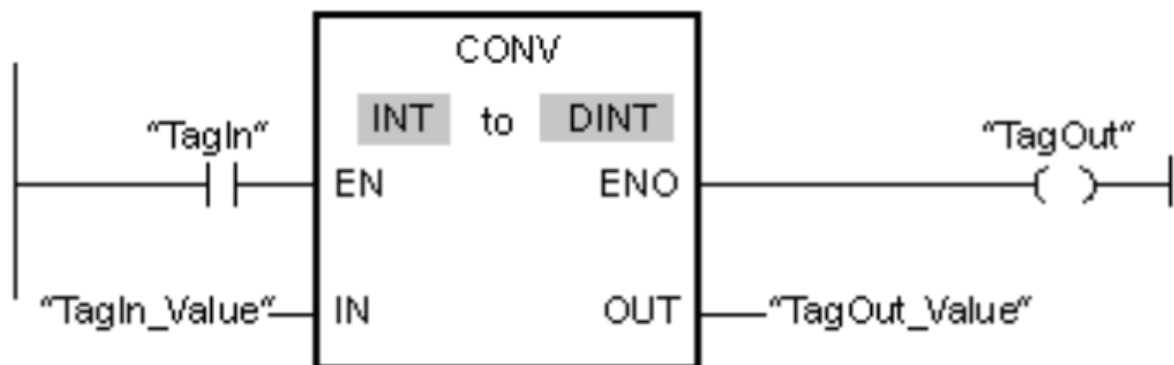 CONV
INT to DINT
"TagIn"
"TagOut"
EN ENO
"TagIn_Value" IN OUT "TagOut_Value"